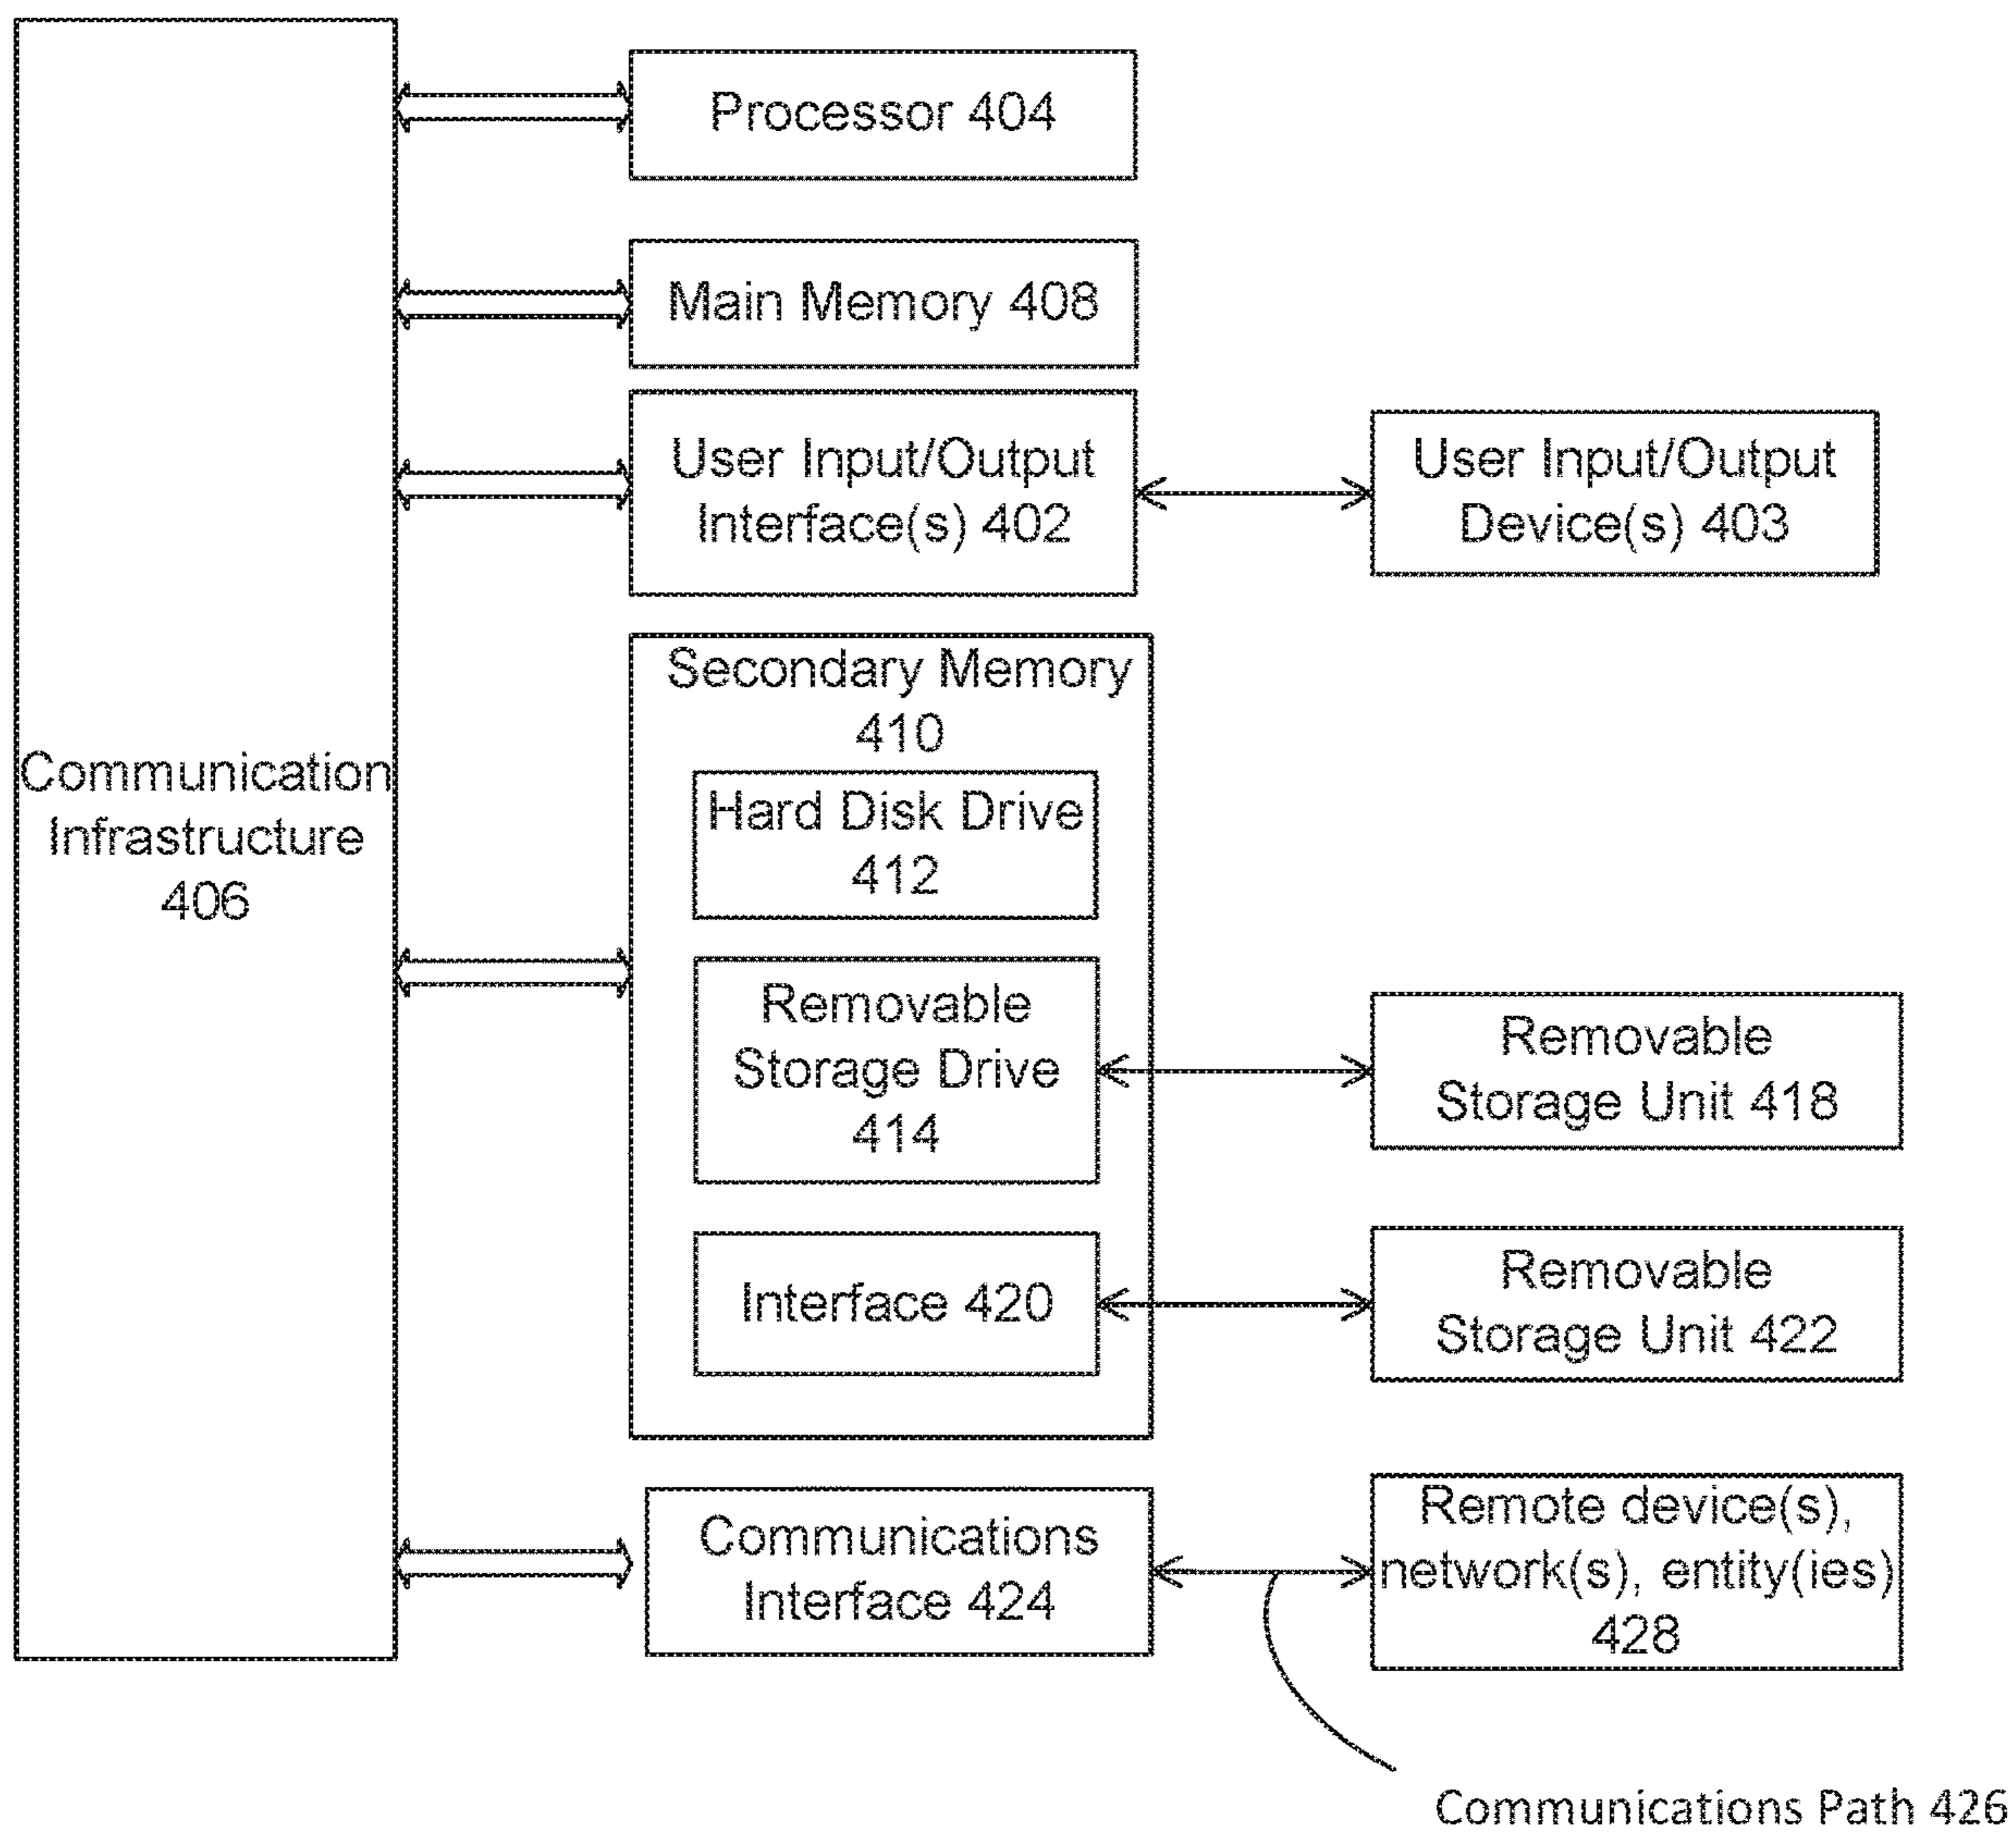 Processor 404
Main Memory 408
User Input/Output
Interface(s) 402
User Input/Output
Device(s) 403
Secondary Memory
410
Communication
Infrastructure
406
Hard Disk Drive
412
Removable
Storage Drive
414
Removable
Storage Unit 418
Interface 420
Removable
Storage Unit 422
Communications
Interface 424
Remote device(s),
network(s), entity(ies)
428
Communications Path 426